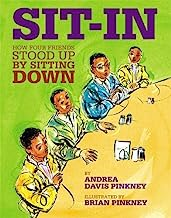 SIT-IN
HOW FOUR FRIENDS
STOOD UP
BY SITTING
DOWN
BY
ANDREA
DAVIS PINKNEY
ILLUSTRATED BY
BRIAN PINKNEY